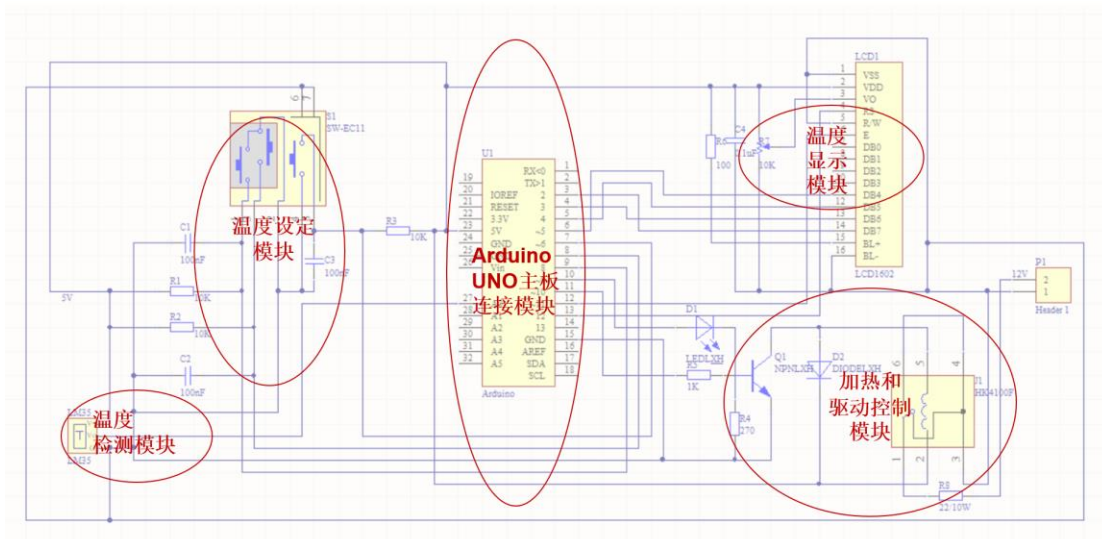 LCD1
1 VSS
2 VDD
3 VO
RS
R/W
E
DB0
DB1
DB2
DB3
DB4
12 DB5
13 DB6
14 DB7
15 BL+
16 BL-
LCD1602
温度
显示
模块
6
7
S1
SW-EC11
温度设定
模块
C1
100nF
C3
100nF
R3
10K
R1
10K
R2
10K
C2
100nF
5V
LM35
温度
检测模块
LM35
U1
19
20 IOREF
21 RESET
22 3.3V
23 5V
24 GND
25
26 Vin
27
28 A1
29 A2
30 A3
31 A4
32 A5
RX<0 1
TX>1 2
2 3
3 4
4 5
~5 6
~6 7
8
8 9
10
~10 11
12
12 13
13 14
GND 15
AREF 16
SDA 17
SCL 18
Arduino
Arduino
UNO主板
连接模块
R6
100
C4
.1uF
10K
P1
12V
2
1
Header 1
D1
LEDLXH
1K
Q1
NPNLXH
R4
270
D2
DIODELXH
6
5
4
J1
HK4100F
加热和
驱动控制
模块
1
2
3
R8
22/10W